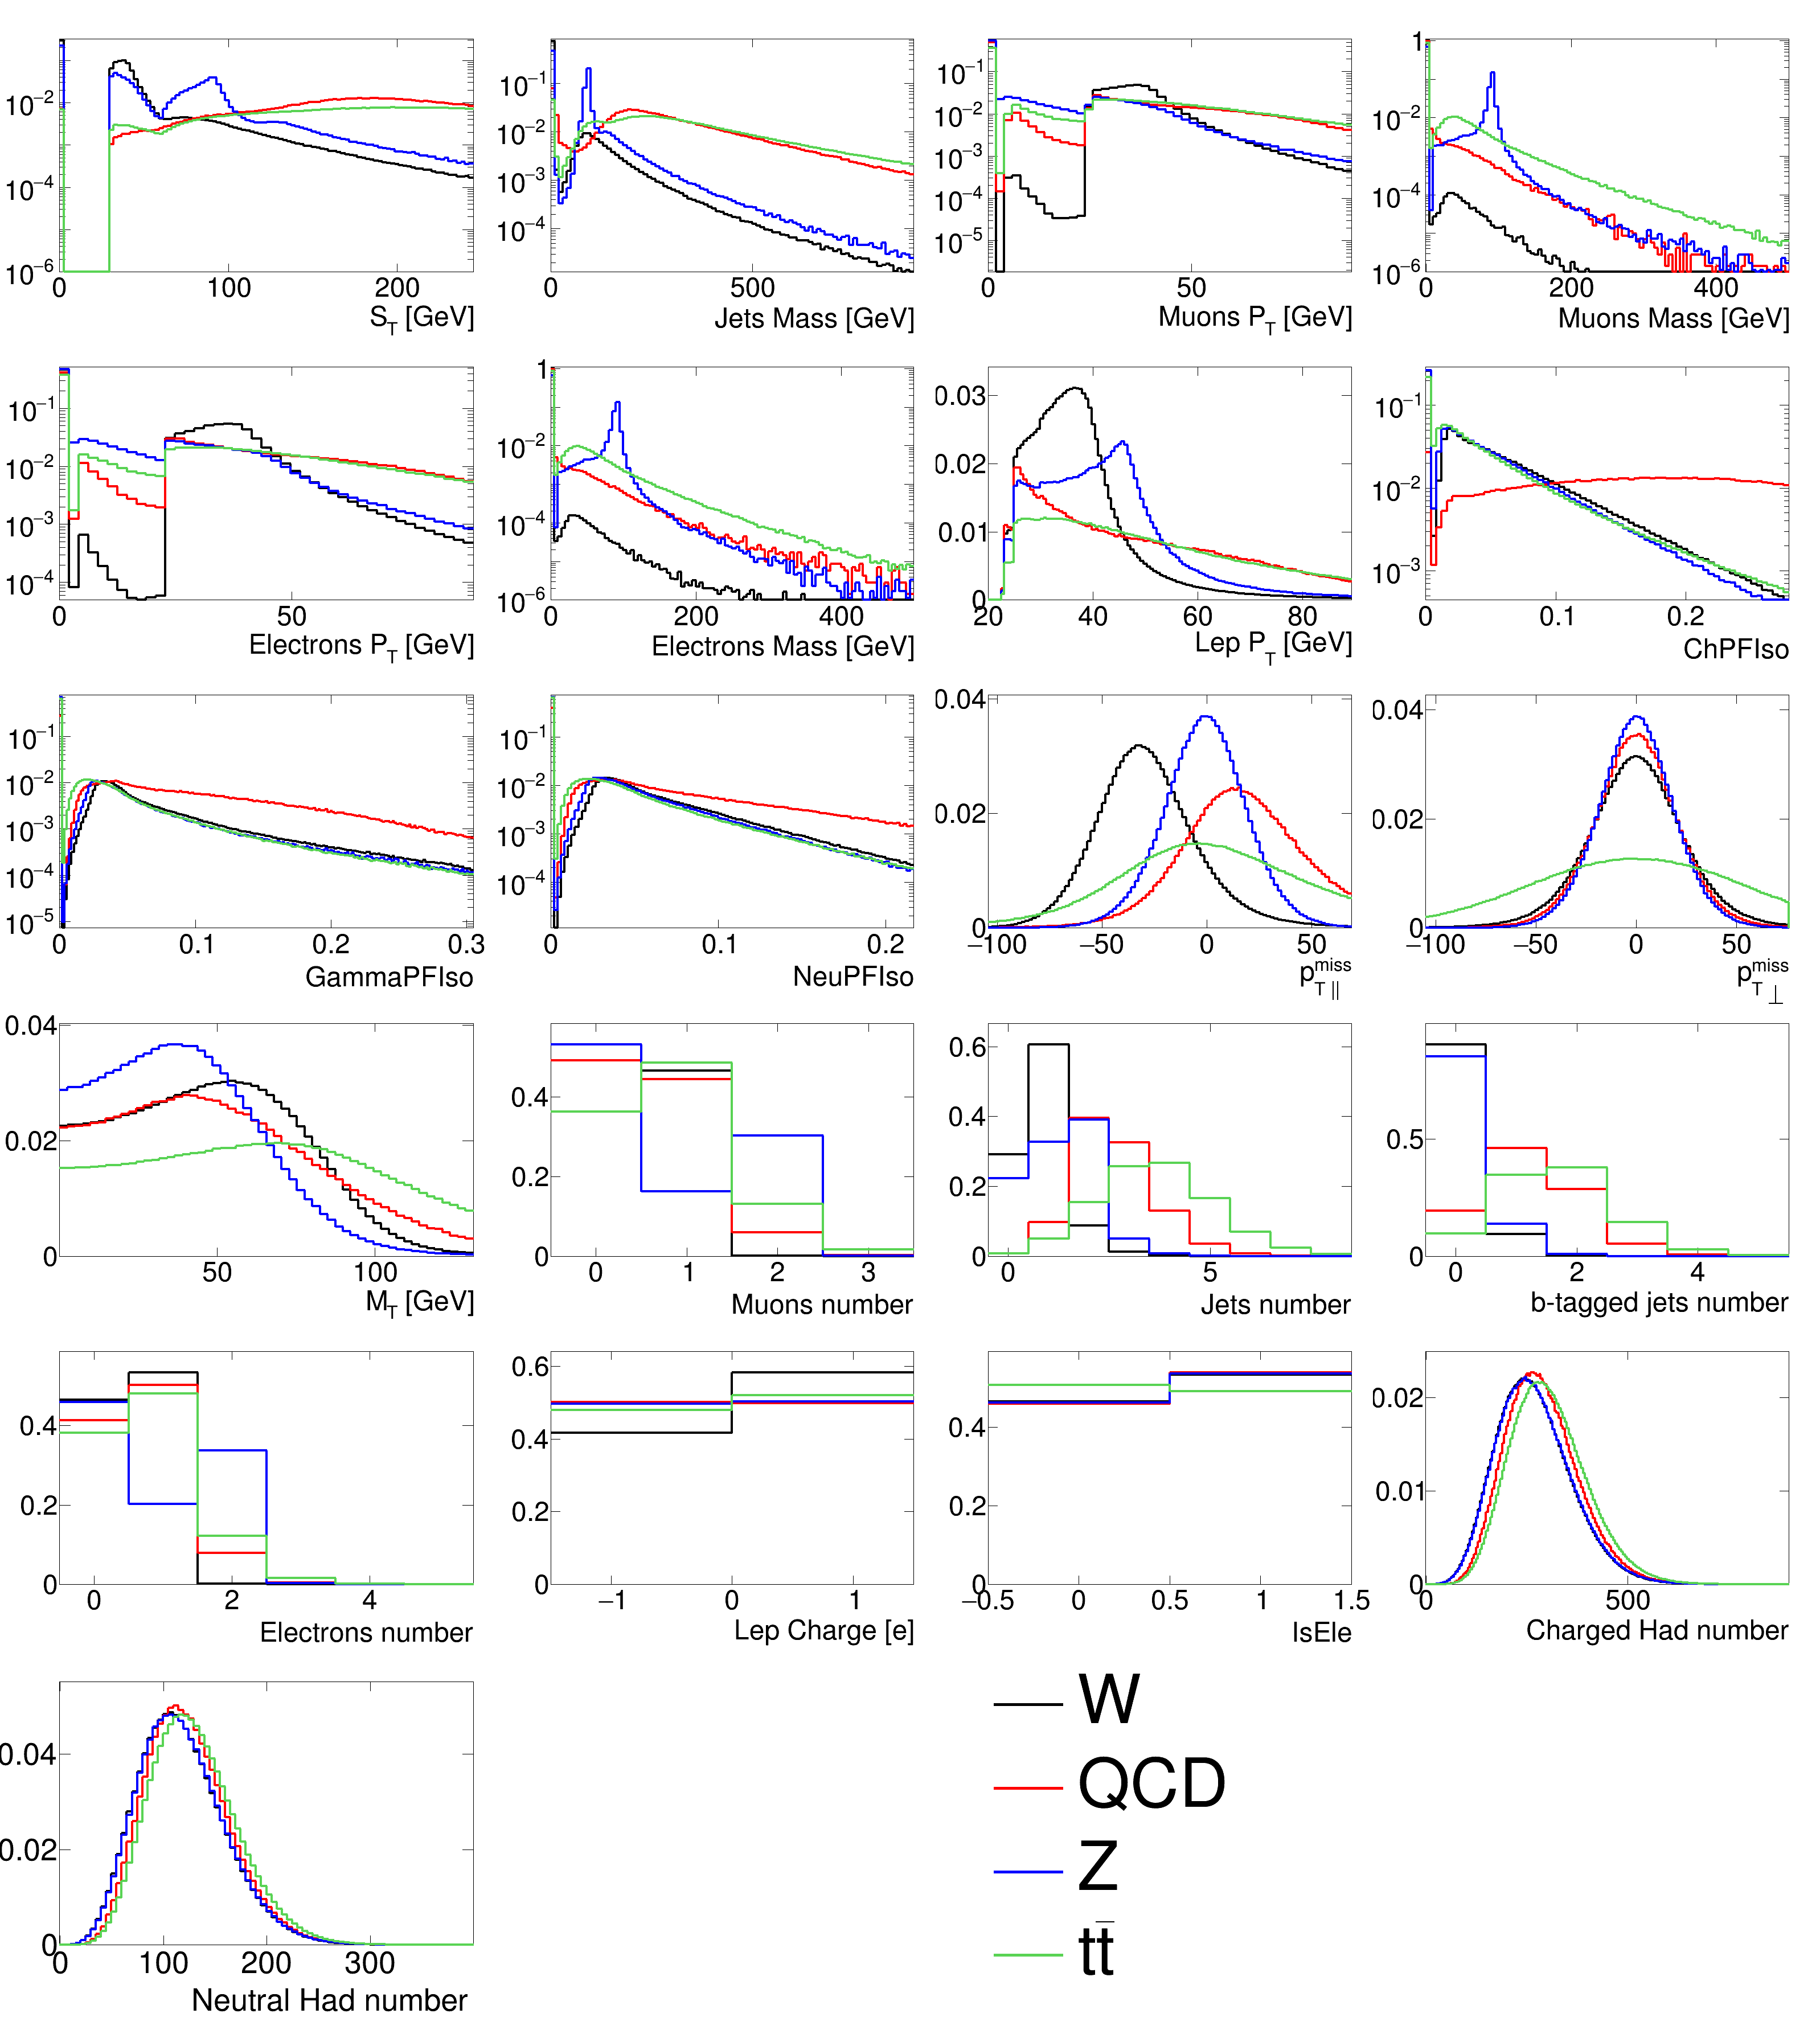 10⁻²
10⁻⁴
10⁻⁶
0 100 200
S_T [GeV]
10⁻¹
10⁻²
10⁻³
10⁻⁴
0 500
Jets Mass [GeV]
10⁻¹
10⁻²
10⁻³
10⁻⁴
10⁻⁵
0 50
Muons P_T [GeV]
1
10⁻²
10⁻⁴
10⁻⁶
0 200 400
Muons Mass [GeV]
10⁻¹
10⁻²
10⁻³
10⁻⁴
0 50
Electrons P_T [GeV]
1
10⁻²
10⁻⁴
10⁻⁶
0 200 400
Electrons Mass [GeV]
0.03
0.02
0.01
0
20 40 60 80
Lep P_T [GeV]
10⁻¹
10⁻²
10⁻³
0 0.1 0.2
ChPFIso
10⁻¹
10⁻²
10⁻³
10⁻⁴
10⁻⁵
0 0.1 0.2 0.3
GammaPFIso
10⁻¹
10⁻²
10⁻³
10⁻⁴
0 0.1 0.2
NeuPFIso
0.04
0.02
0
−100 −50 0 50
p_T ||^miss
0.04
0.02
0
−100 −50 0 50
p_T ⊥^miss
0.04
0.02
0
50 100
M_T [GeV]
0.4
0.2
0
0 1 2 3
Muons number
0.6
0.4
0.2
0
0 5
Jets number
0.5
0
0 2 4
b-tagged jets number
0.4
0.2
0
0 2 4
Electrons number
0.6
0.4
0.2
0
−1 0 1
Lep Charge [e]
0.4
0.2
0
−0.5 0 0.5 1 1.5
IsEle
0.02
0.01
0
0 500
Charged Had number
0.04
0.02
0
0 100 200 300
Neutral Had number
W
QCD
Z
tt̄